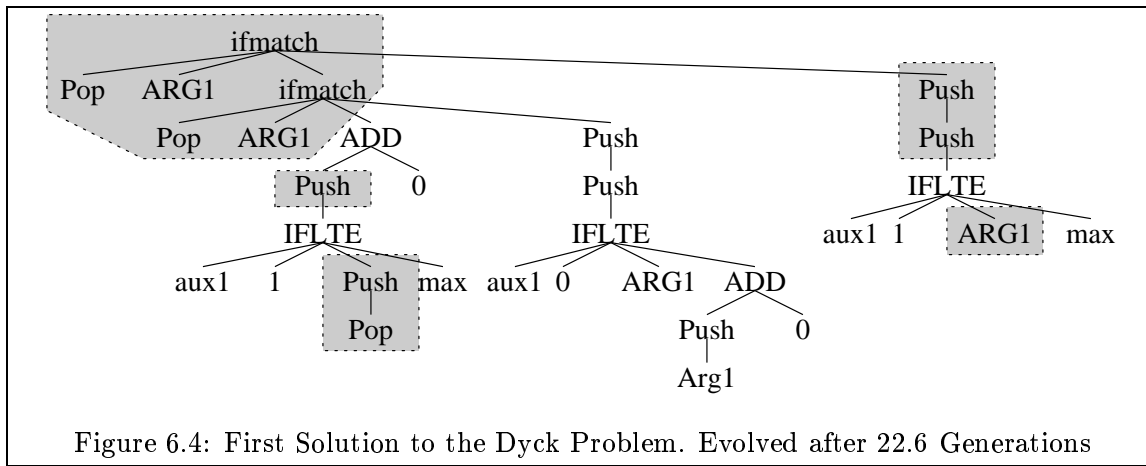 ifmatch
Pop ARG1 ifmatch Push
Pop ARG1 ADD Push Push
Push 0 Push IFLTE
IFLTE IFLTE aux1 1 ARG1 max
aux1 1 Push max aux1 0 ARG1 ADD
Pop Push 0
Arg1
Figure 6.4: First Solution to the Dyck Problem. Evolved after 22.6 Generations